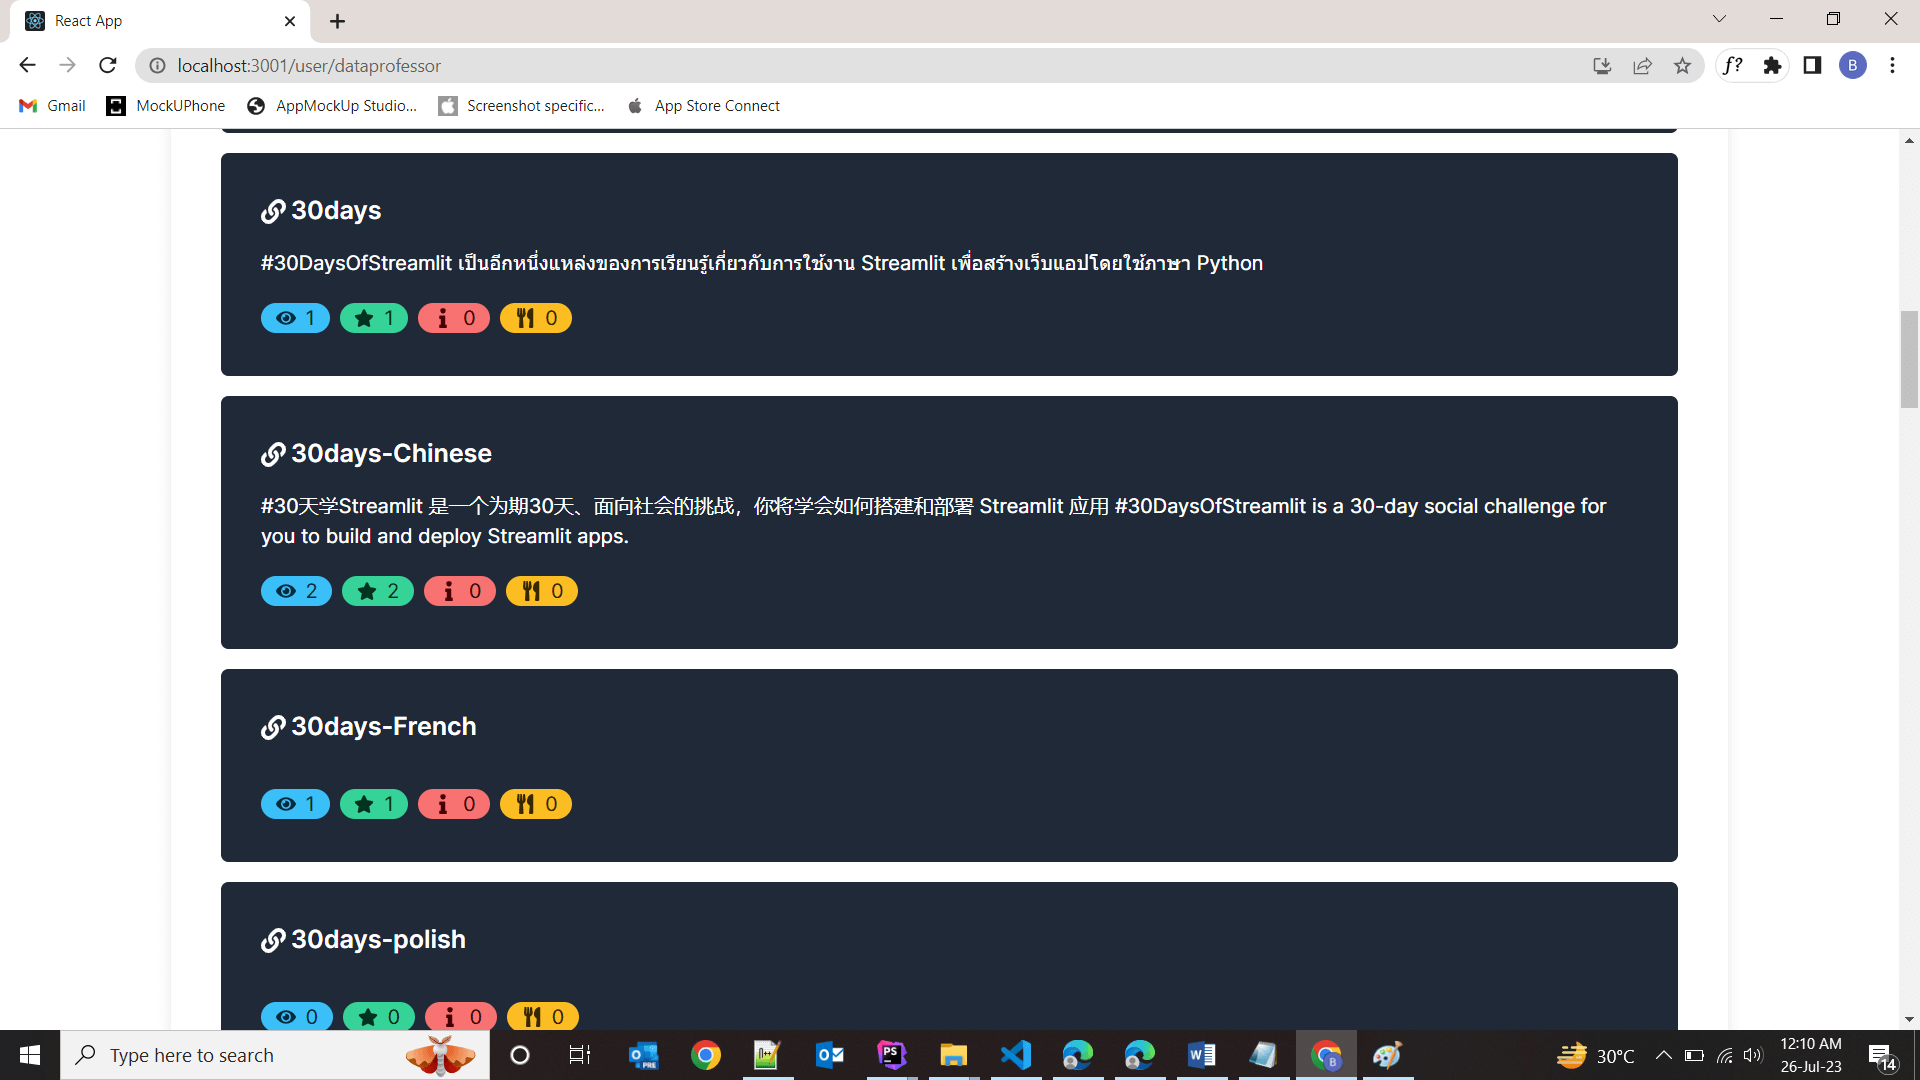 React App
localhost:3001/user/dataprofessor
f?
B
Gmail
MockUPhone
AppMockUp Studio...
Screenshot specific...
App Store Connect
30days
#30DaysOfStreamlit เป็นอีกหนึ่งแหล่งของการเรียนรู้เกี่ยวกับการใช้งาน Streamlit เพื่อสร้างเว็บแอปโดยใช้ภาษา Python
1 1 0 0
30days-Chinese
#30天学Streamlit 是一个为期30天、面向社会的挑战，你将学会如何搭建和部署 Streamlit 应用 #30DaysOfStreamlit is a 30-day social challenge for
you to build and deploy Streamlit apps.
2 2 0 0
30days-French
1 1 0 0
30days-polish
0 0 0 0
Type here to search
PRE
PS
B
30°C
12:10 AM
26-Jul-23
14